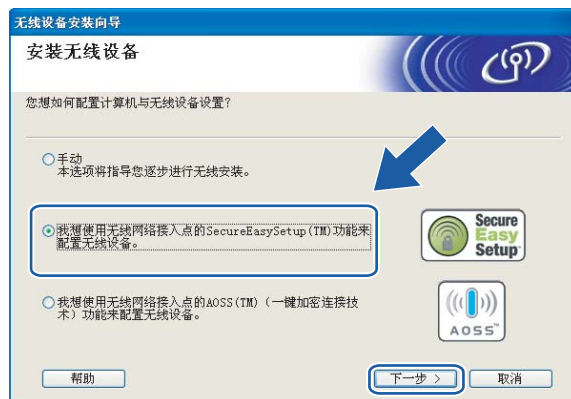 无线设备安装向导
安装无线设备
您想如何配置计算机与无线设备设置?
手动
本选项将指导您逐步进行无线安装。
我想使用无线网络接入点的SecureEasySetup(TM)功能来
配置无线设备。
Secure
Easy
Setup
我想使用无线网络接入点的AOSS(TM)（一键加密连接技
术）功能来配置无线设备。
AOSS™
帮助
下一步 >
取消